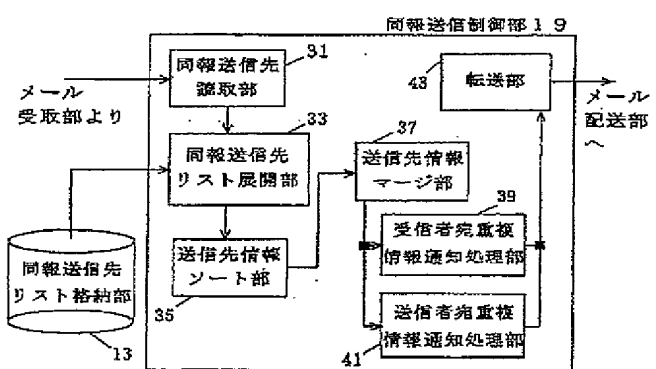 同報送信制御部19
31
同報送信先
読取部
43
転送部
メール
受取部より
メール
配送部
へ
33
同報送信先
リスト展開部
37
送信先情報
マージ部
39
受信者宛重複
情報通知処理部
同報送信先
リスト格納部
13
送信先情報
ソート部
35
送信者宛重複
情報通知処理部
41